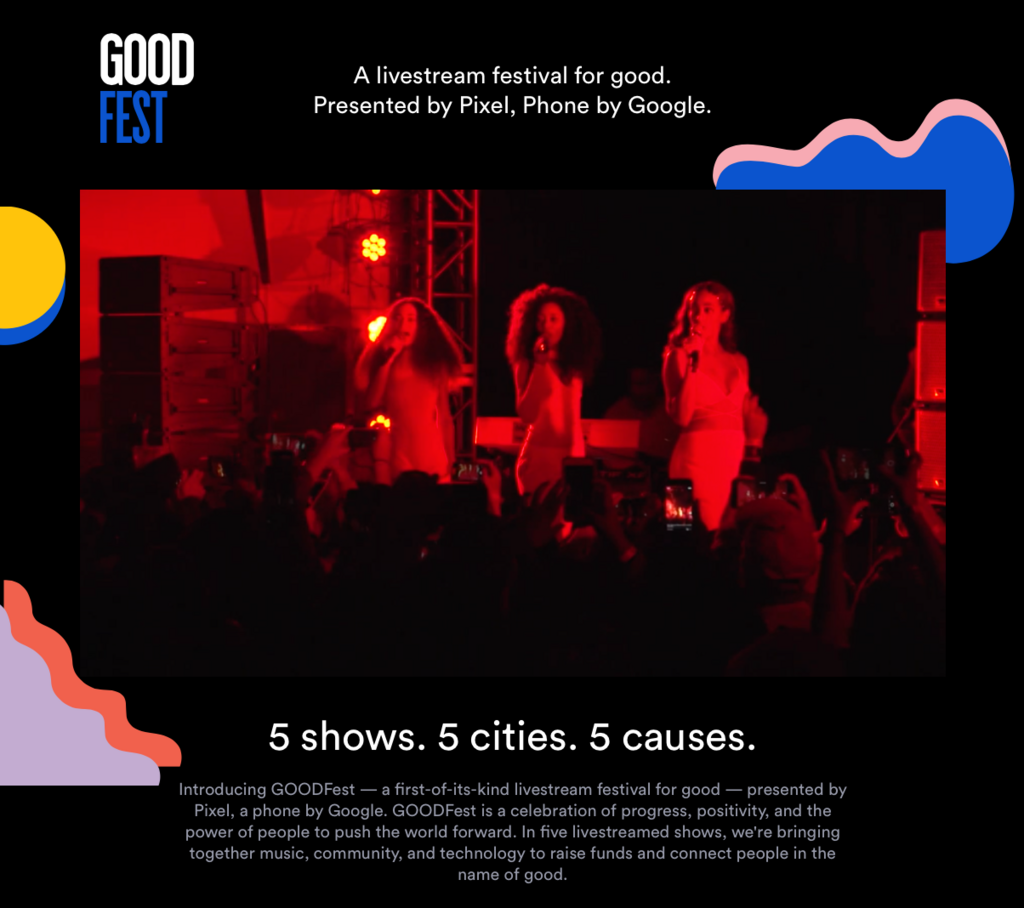 GOOD
FEST
A livestream festival for good.
Presented by Pixel, Phone by Google.
5 shows. 5 cities. 5 causes.
Introducing GOODFest — a first-of-its-kind livestream festival for good — presented by
Pixel, a phone by Google. GOODFest is a celebration of progress, positivity, and the
power of people to push the world forward. In five livestreamed shows, we're bringing
together music, community, and technology to raise funds and connect people in the
name of good.